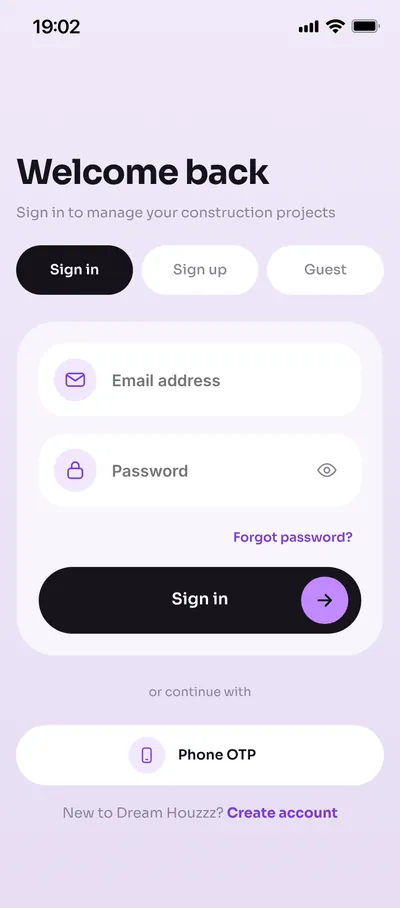 19:02
Welcome back
Sign in to manage your construction projects
Sign in
Sign up
Guest
Email address
Password
Forgot password?
Sign in
or continue with
Phone OTP
New to Dream Houzzz? Create account